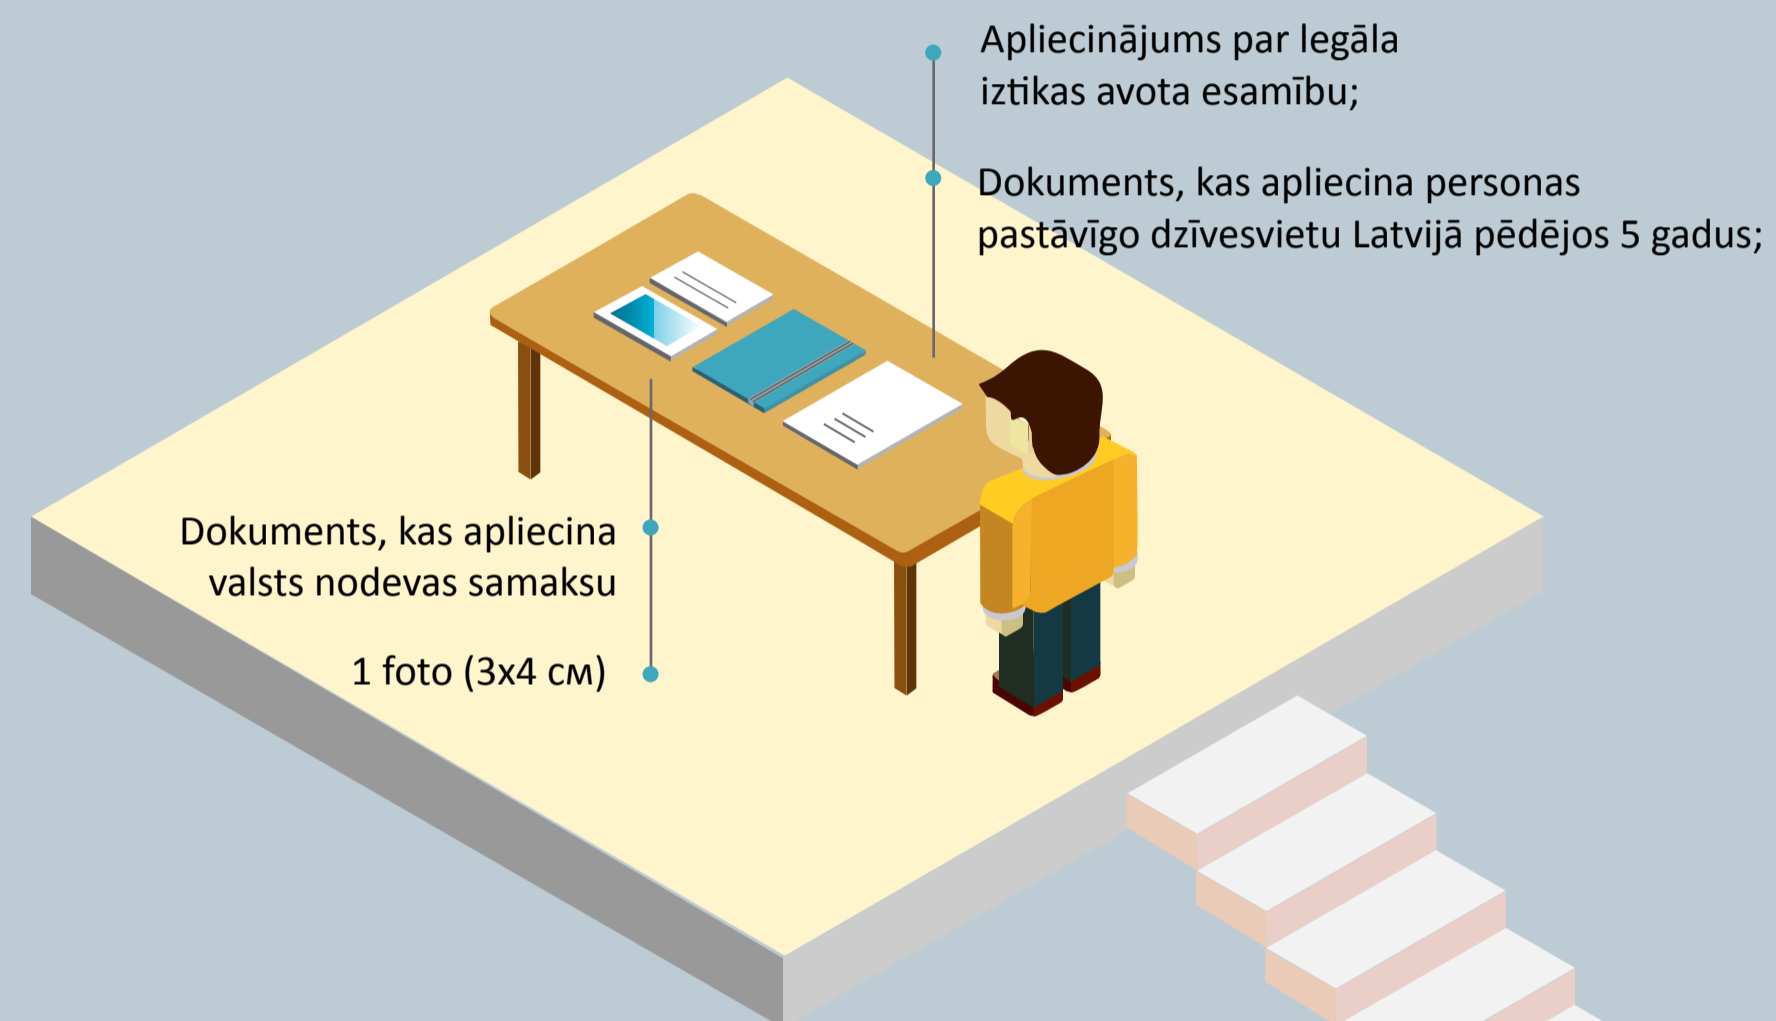 Apliecinājums par legāla
iztikas avota esamību;
Dokuments, kas apliecina personas
pastāvīgo dzīvesvietu Latvijā pēdējos 5 gadus;
Dokuments, kas apliecina
valsts nodevas samaksu
1 foto (3x4 см)